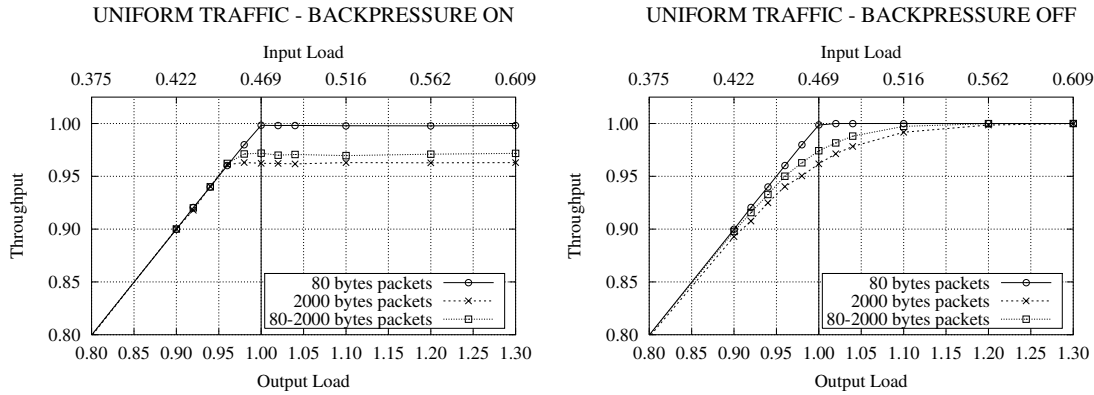 UNIFORM TRAFFIC - BACKPRESSURE ON
Input Load
0.375 0.422 0.469 0.516 0.562 0.609
1.00
0.95
0.90
0.85
0.80
Throughput
80 bytes packets
2000 bytes packets
80-2000 bytes packets
0.80 0.85 0.90 0.95 1.00 1.05 1.10 1.15 1.20 1.25 1.30
Output Load
UNIFORM TRAFFIC - BACKPRESSURE OFF
Input Load
0.375 0.422 0.469 0.516 0.562 0.609
1.00
0.95
0.90
0.85
0.80
Throughput
80 bytes packets
2000 bytes packets
80-2000 bytes packets
0.80 0.85 0.90 0.95 1.00 1.05 1.10 1.15 1.20 1.25 1.30
Output Load